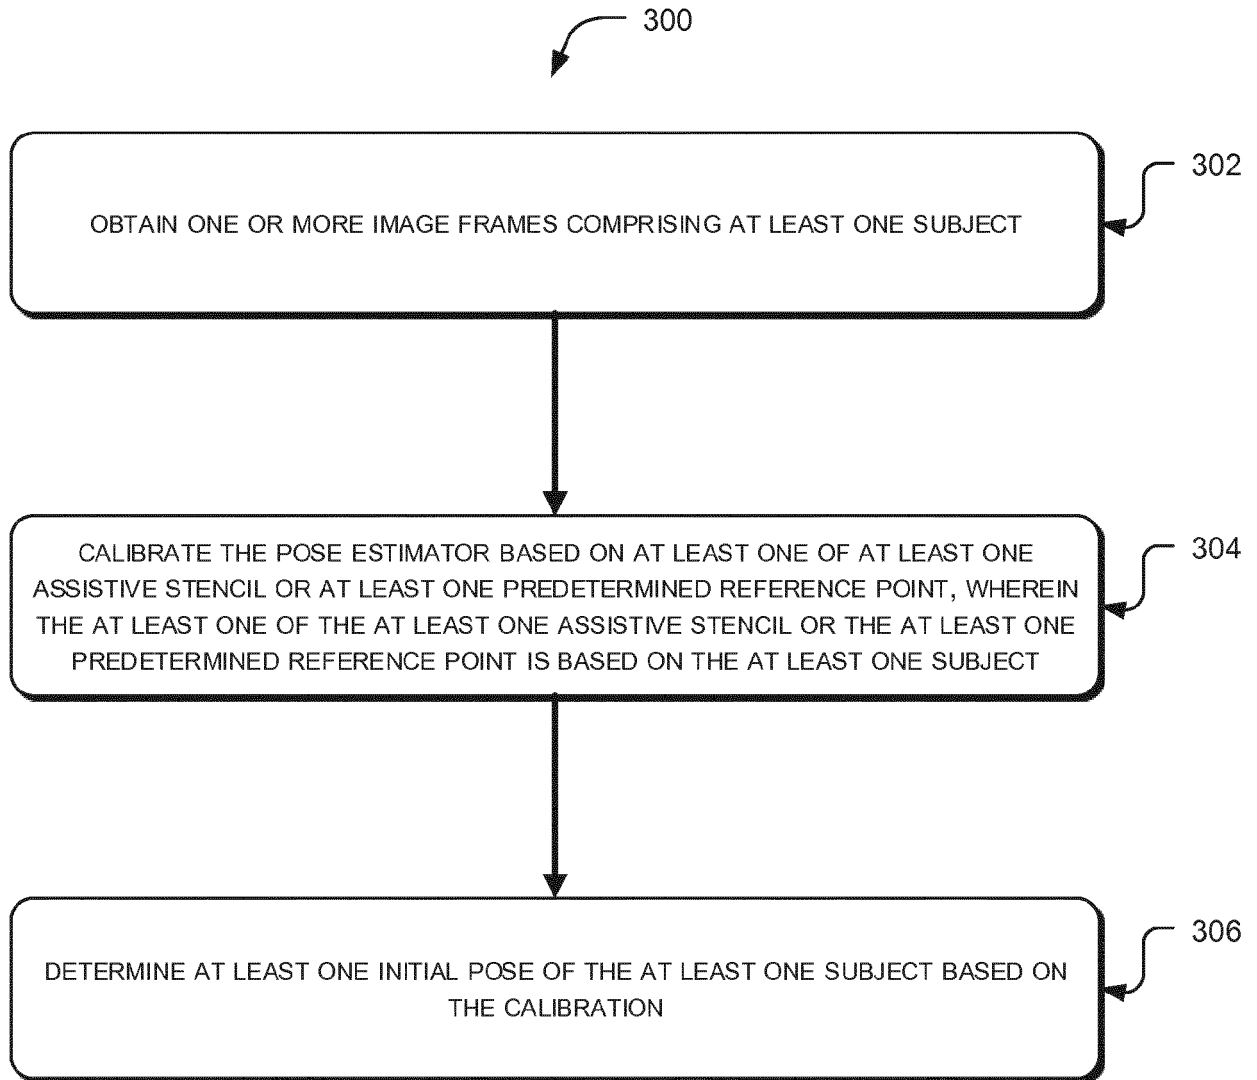 300
302
OBTAIN ONE OR MORE IMAGE FRAMES COMPRISING AT LEAST ONE SUBJECT
304
CALIBRATE THE POSE ESTIMATOR BASED ON AT LEAST ONE OF AT LEAST ONE
ASSISTIVE STENCIL OR AT LEAST ONE PREDETERMINED REFERENCE POINT, WHEREIN
THE AT LEAST ONE OF THE AT LEAST ONE ASSISTIVE STENCIL OR THE AT LEAST ONE
PREDETERMINED REFERENCE POINT IS BASED ON THE AT LEAST ONE SUBJECT
306
DETERMINE AT LEAST ONE INITIAL POSE OF THE AT LEAST ONE SUBJECT BASED ON
THE CALIBRATION